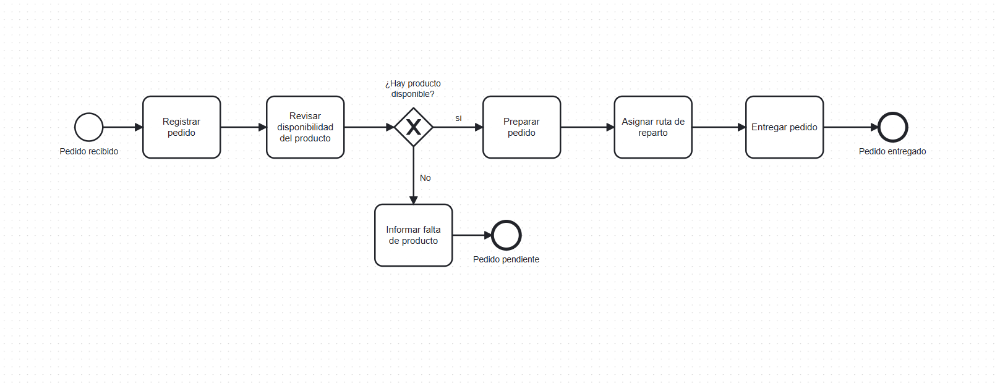 ¿Hay producto
disponible?
Registrar
pedido
Revisar
disponibilidad
del producto
si
Preparar
pedido
Asignar ruta de
reparto
Entregar pedido
Pedido recibido
Pedido entregado
No
Informar falta
de producto
Pedido pendiente